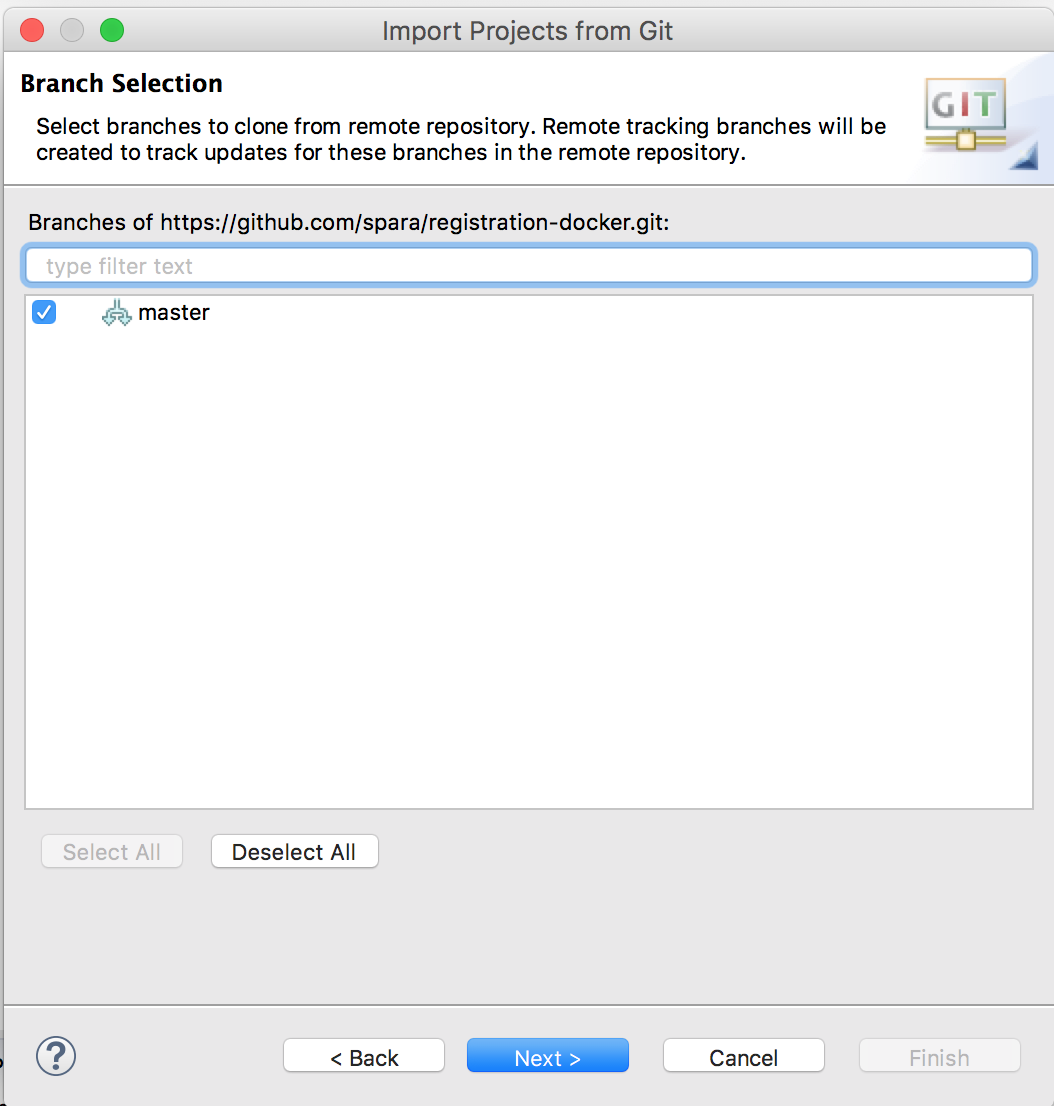 Import Projects from Git
Branch Selection
Select branches to clone from remote repository. Remote tracking branches will be
created to track updates for these branches in the remote repository.
GIT
Branches of https://github.com/spara/registration-docker.git:
type filter text
master
Select All
Deselect All
?
< Back
Next >
Cancel
Finish